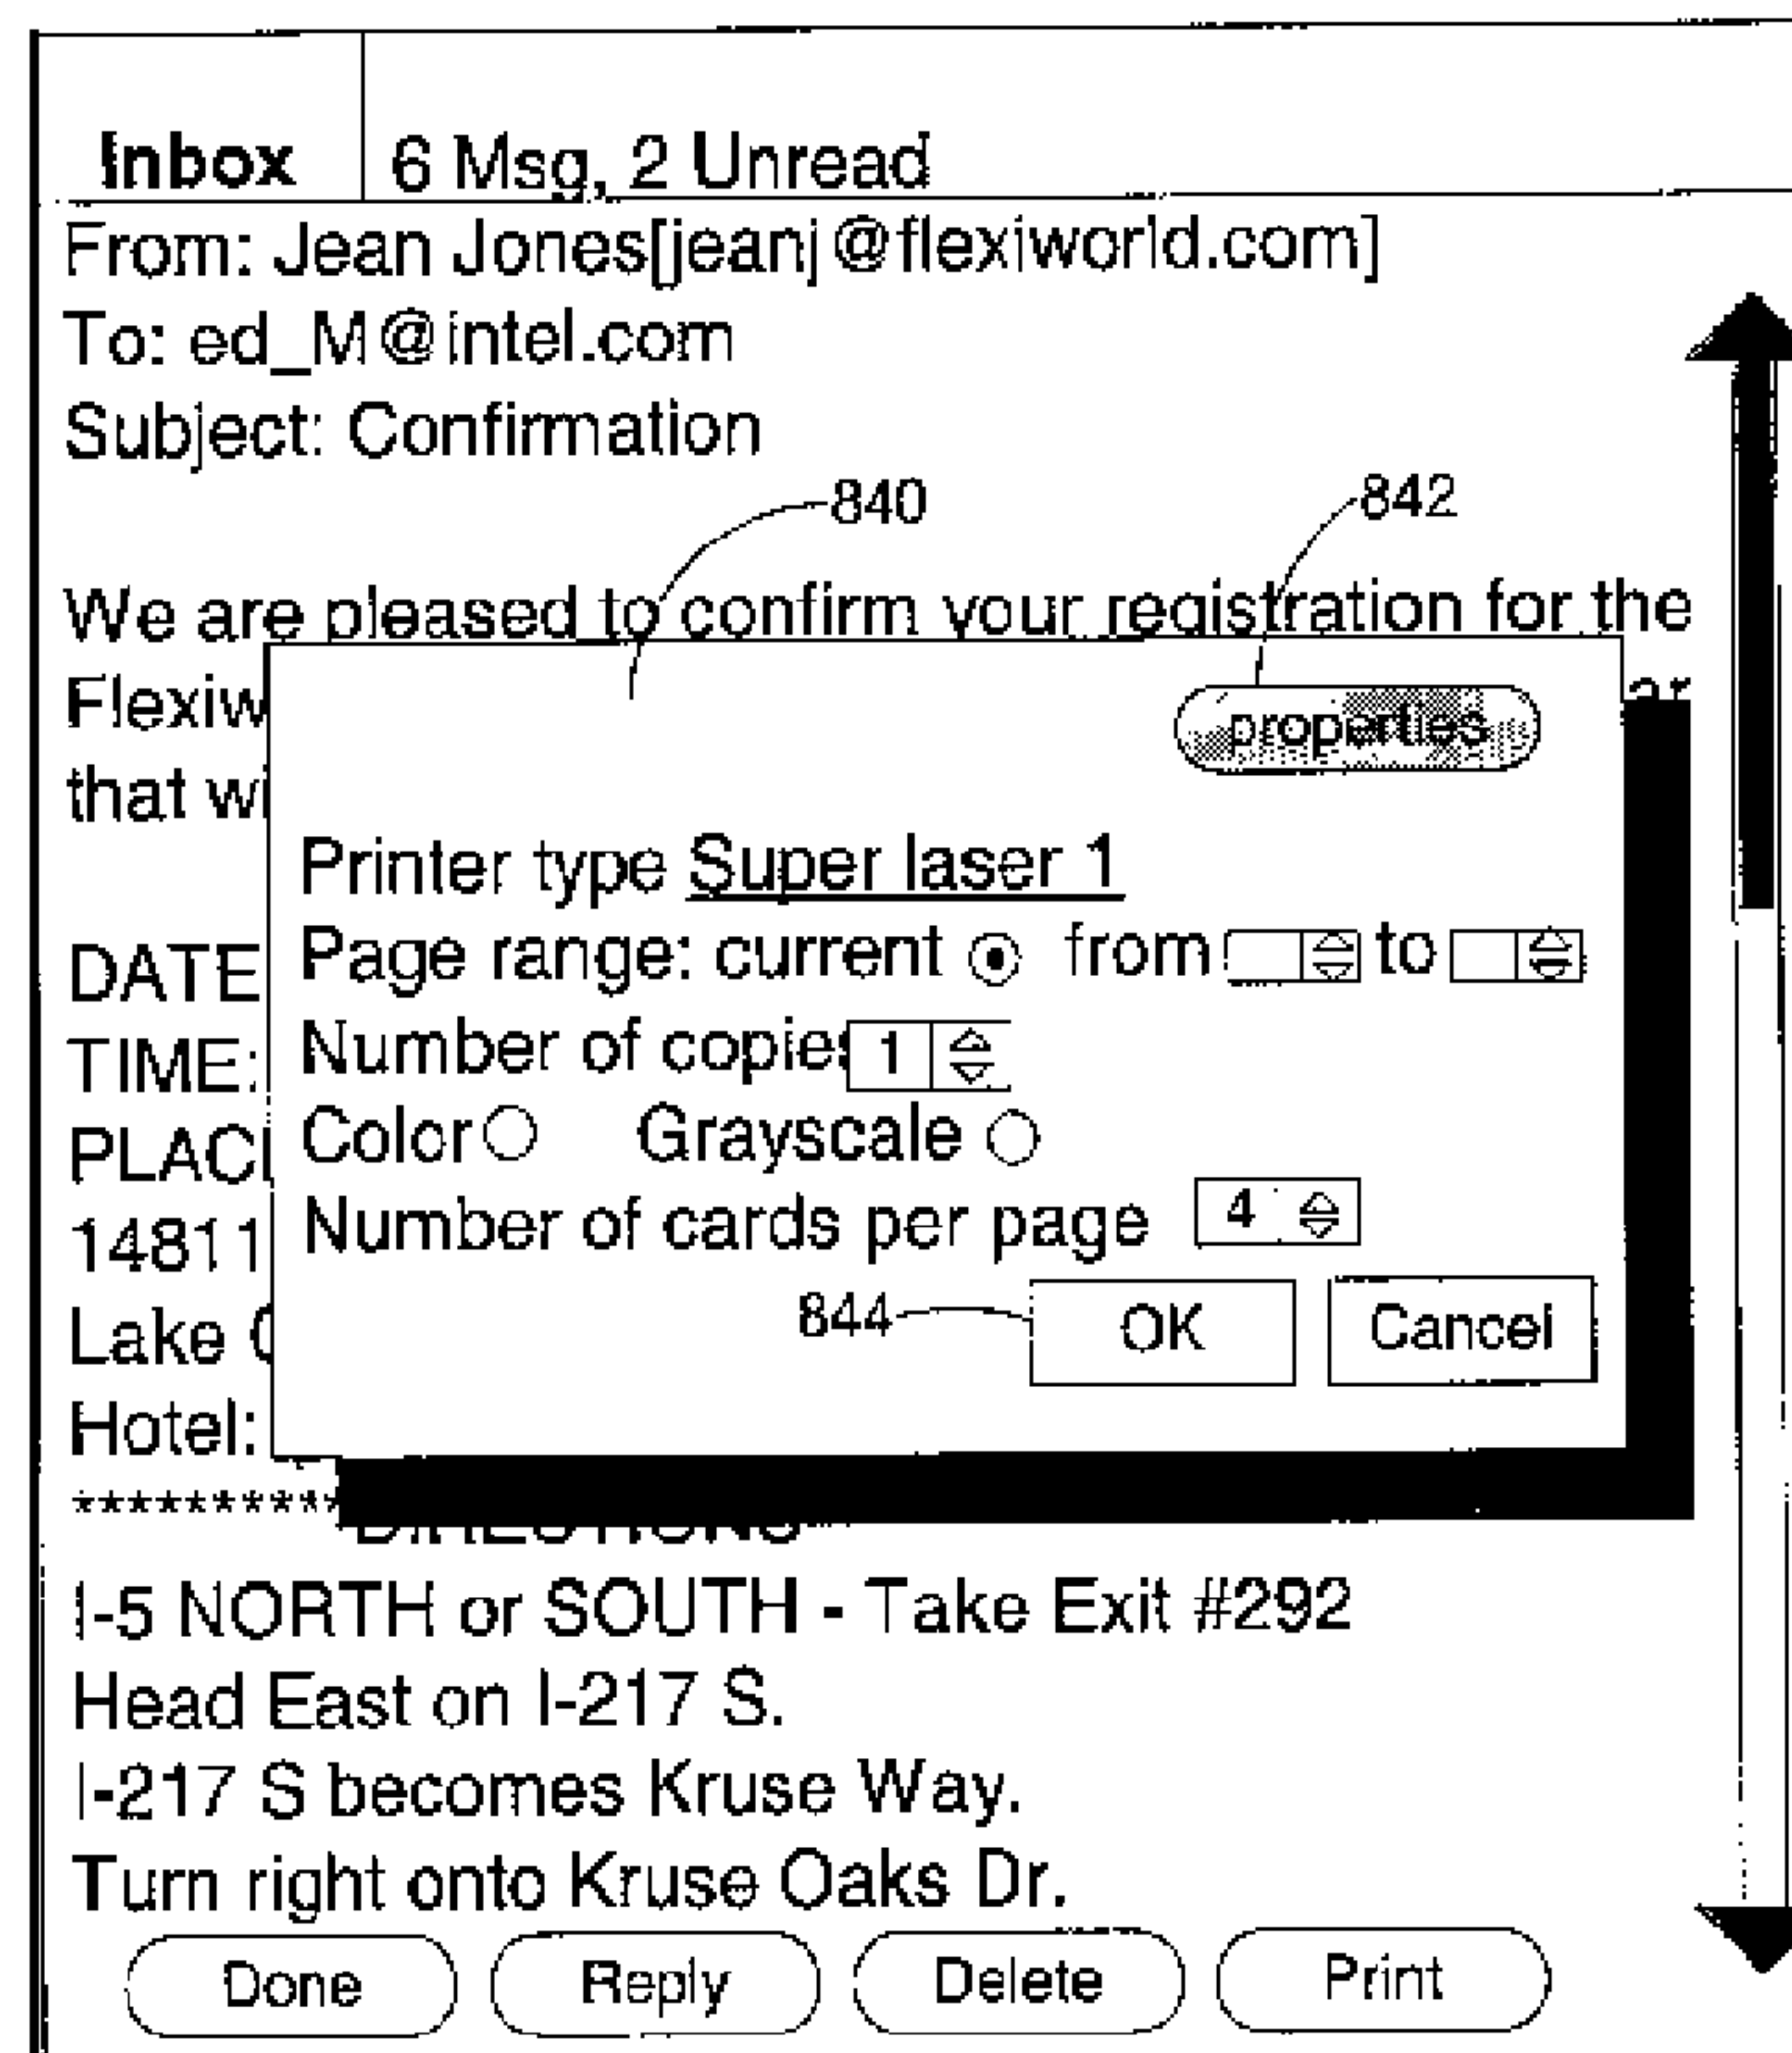 Inbox 6 Msg, 2 Unread
From: Jean Jones[jeanj@flexiworld.com]
To: ed_M@intel.com
Subject: Confirmation
840 842
We are pleased to confirm your registration for the
properties
that
Printer type Super laser 1
DATE Page range: current from to
TIME: Number of copies 1
Color Grayscale
14811 Number of cards per page 4
Lake 844 OK Cancel
Hotel:
**********
DIRECTIONS
I-5 NORTH or SOUTH - Take Exit #292
Head East on I-217 S.
I-217 S becomes Kruse Way.
Turn right onto Kruse Oaks Dr.
Done Reply Delete Print